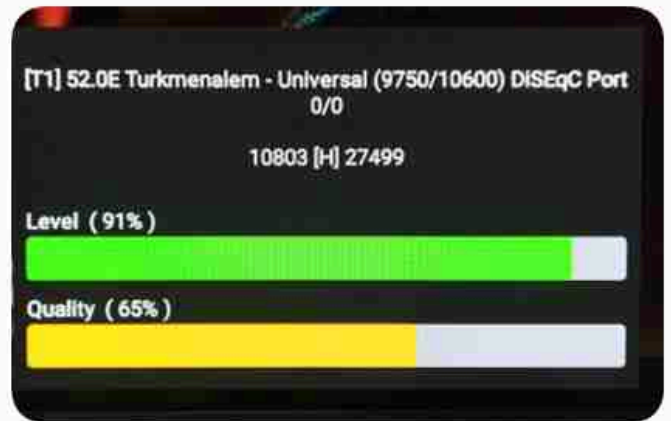 [T1] 52.0E Turkmenalem - Universal (9750/10600) DiSEqC Port
0/0
10803 [H] 27499
Level ( 91% )
Quality ( 65% )